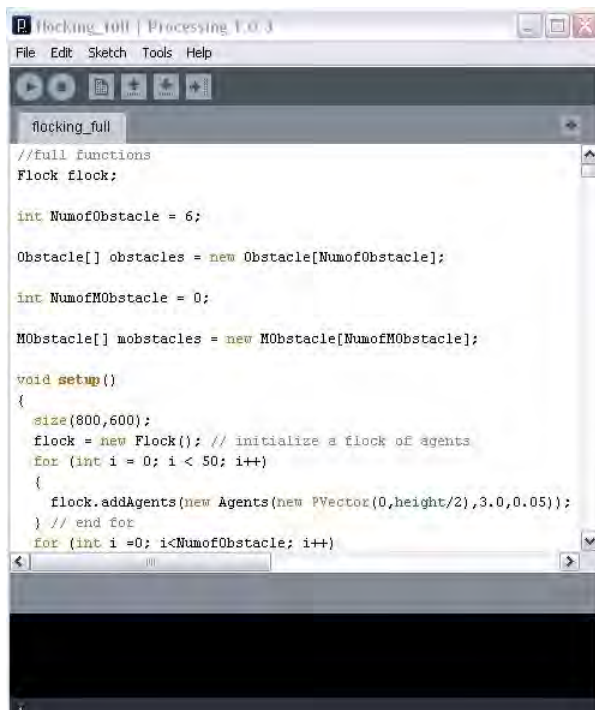 flocking_full | Processing 1.0.3
File Edit Sketch Tools Help
flocking_full
//full functions
Flock flock;
int NumofObstacle = 6;
Obstacle[] obstacles = new Obstacle[NumofObstacle];
int NumofMObstacle = 0;
MObstacle[] mobstacles = new MObstacle[NumofMObstacle];
void setup()
{
size(800,600);
flock = new Flock(); // initialize a flock of agents
for (int i = 0; i < 50; i++)
{
flock.addAgents(new Agents(new PVector(0,height/2),3.0,0.05));
} // end for
for (int i =0; i<NumofObstacle; i++)